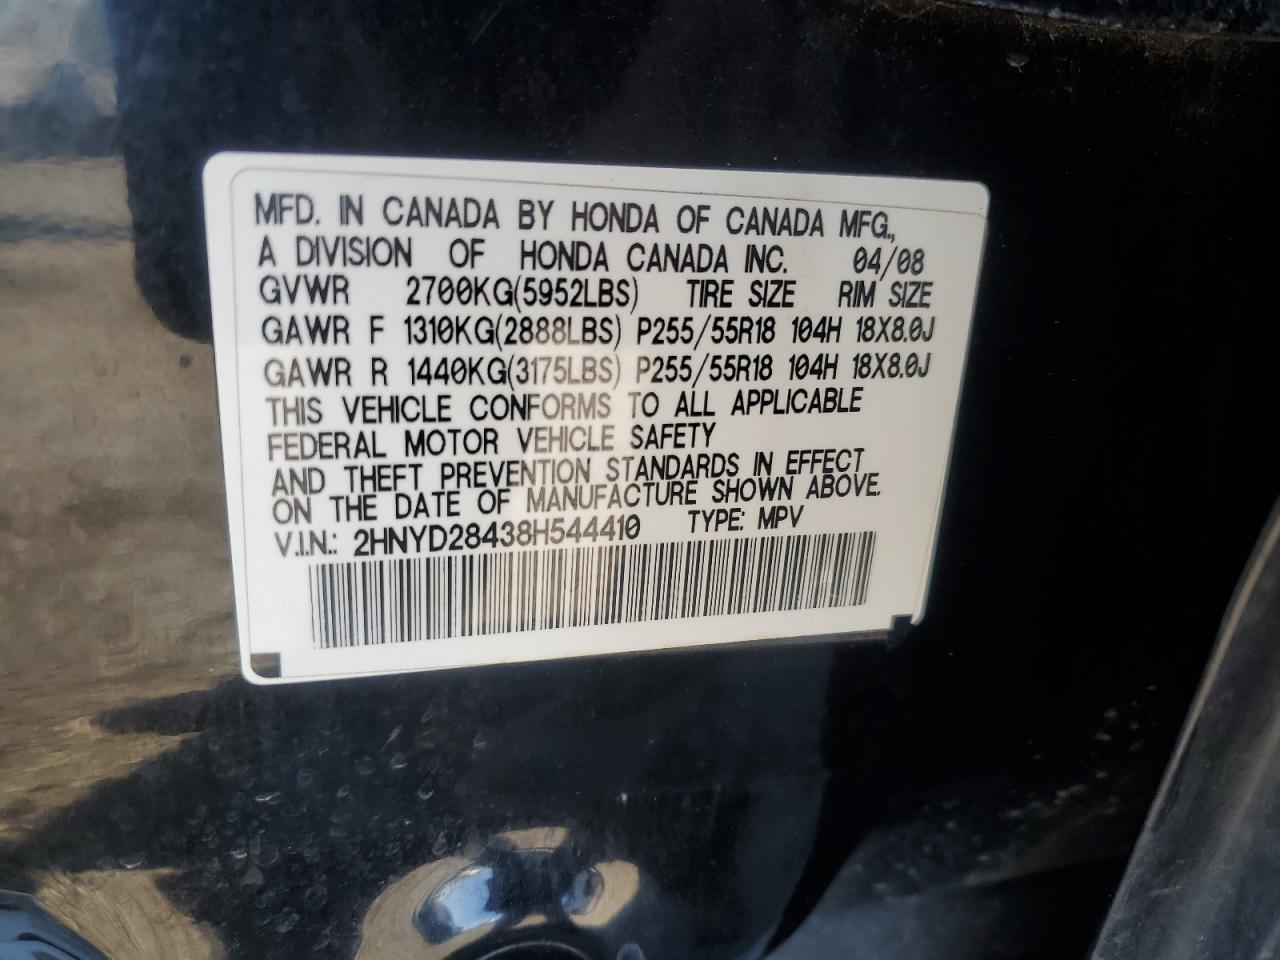 MFD. IN CANADA BY HONDA OF CANADA MFG.,
A DIVISION OF HONDA CANADA INC. 04/08
GVWR 2700KG(5952LBS) TIRE SIZE RIM SIZE
GAWR F 1310KG(2888LBS) P255/55R18 104H 18X8.0J
GAWR R 1440KG(3175LBS) P255/55R18 104H 18X8.0J
THIS VEHICLE CONFORMS TO ALL APPLICABLE
FEDERAL MOTOR VEHICLE SAFETY
AND THEFT PREVENTION STANDARDS IN EFFECT
ON THE DATE OF MANUFACTURE SHOWN ABOVE.
V.I.N.: 2HNYD28438H544410 TYPE: MPV